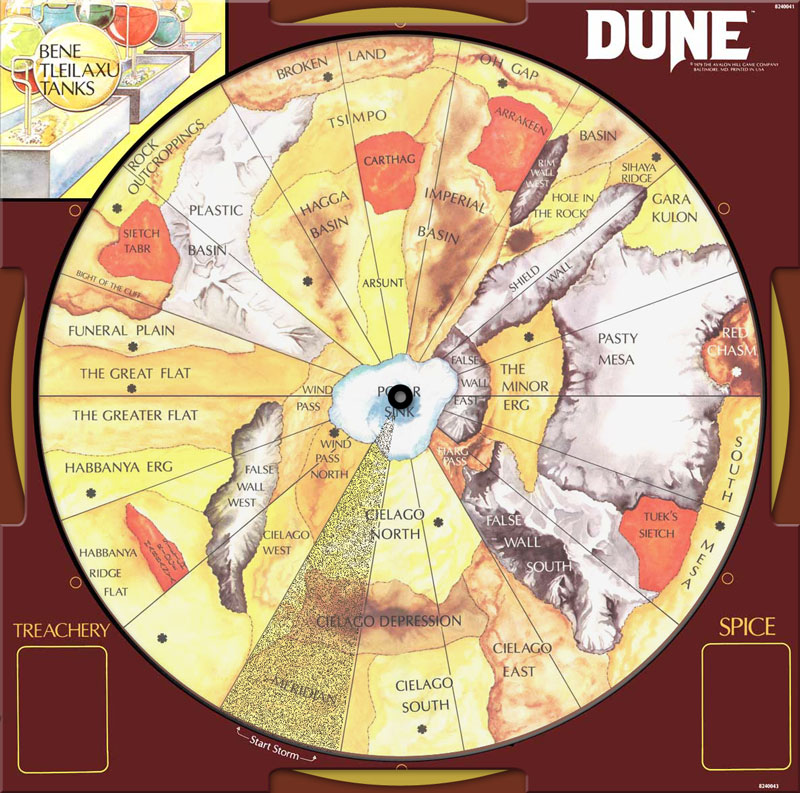 8240041
BENE
TLEILAXU
TANKS
DUNE
™
© 1979 THE AVALON HILL GAME COMPANY
BALTIMORE, MD. PRINTED IN USA
BROKEN LAND
OH GAP
TSIMPO
ARRAKEEN
BASIN
ROCK
OUTCROPPINGS
CARTHAG
RIM
WALL
WEST
SIHAYA
RIDGE
HOLE IN
THE ROCK
GARA
KULON
PLASTIC
BASIN
HAGGA
BASIN
IMPERIAL
BASIN
SIETCH
TABR
SHIELD WALL
ARSUNT
BIGHT OF THE CLIFF
FUNERAL PLAIN
PASTY
MESA
RED
CHASM
THE GREAT FLAT
FALSE
WALL
EAST
THE
MINOR
ERG
WIND
PASS
POLAR
SINK
THE GREATER FLAT
WIND
PASS
NORTH
HABBANYA ERG
FALSE
WALL
WEST
SOUTH MESA
CIELAGO
NORTH
FALSE
WALL
SOUTH
TUEK'S
SIETCH
CIELAGO
WEST
HABBANYA
RIDGE
FLAT
CIELAGO DEPRESSION
CIELAGO
EAST
MERIDIAN
CIELAGO
SOUTH
TREACHERY
SPICE
Start Storm
8240043